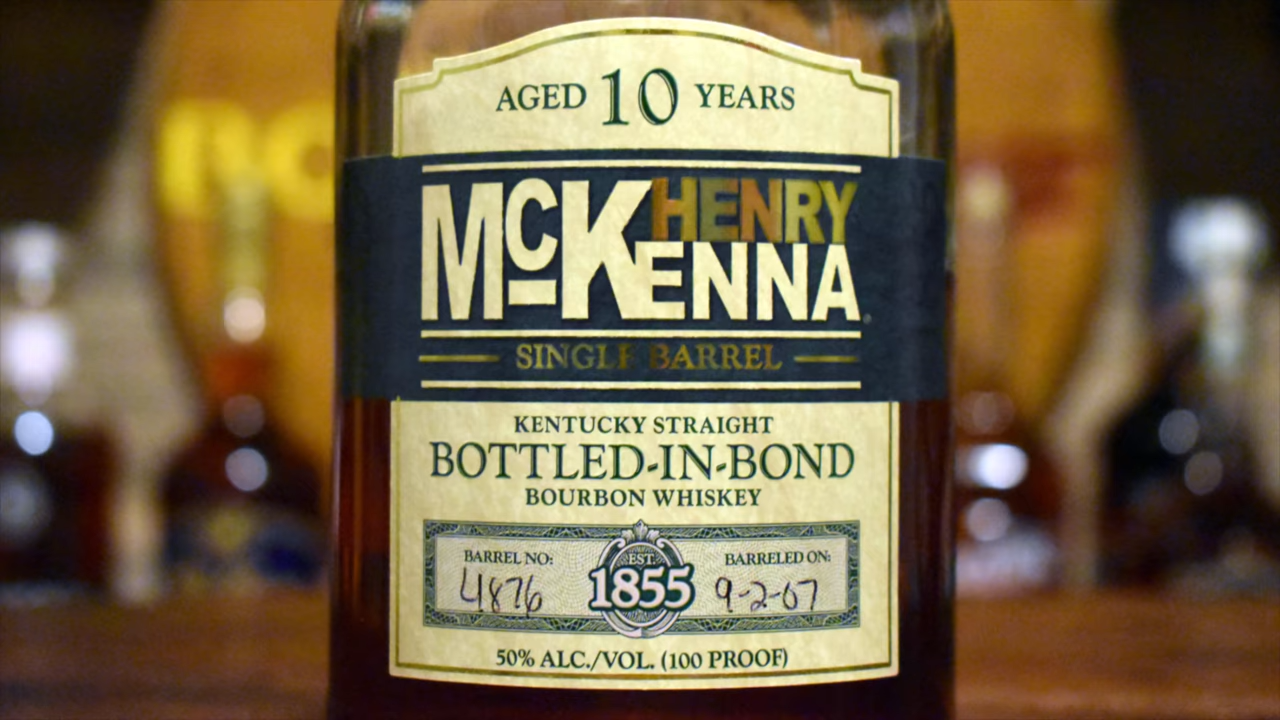 AGED 10 YEARS
HENRY
McKENNA
SINGLE BARREL
KENTUCKY STRAIGHT
BOTTLED-IN-BOND
BOURBON WHISKEY
BARREL NO: EST. BARRELED ON:
4876 1855 9-2-07
50% ALC./VOL. (100 PROOF)